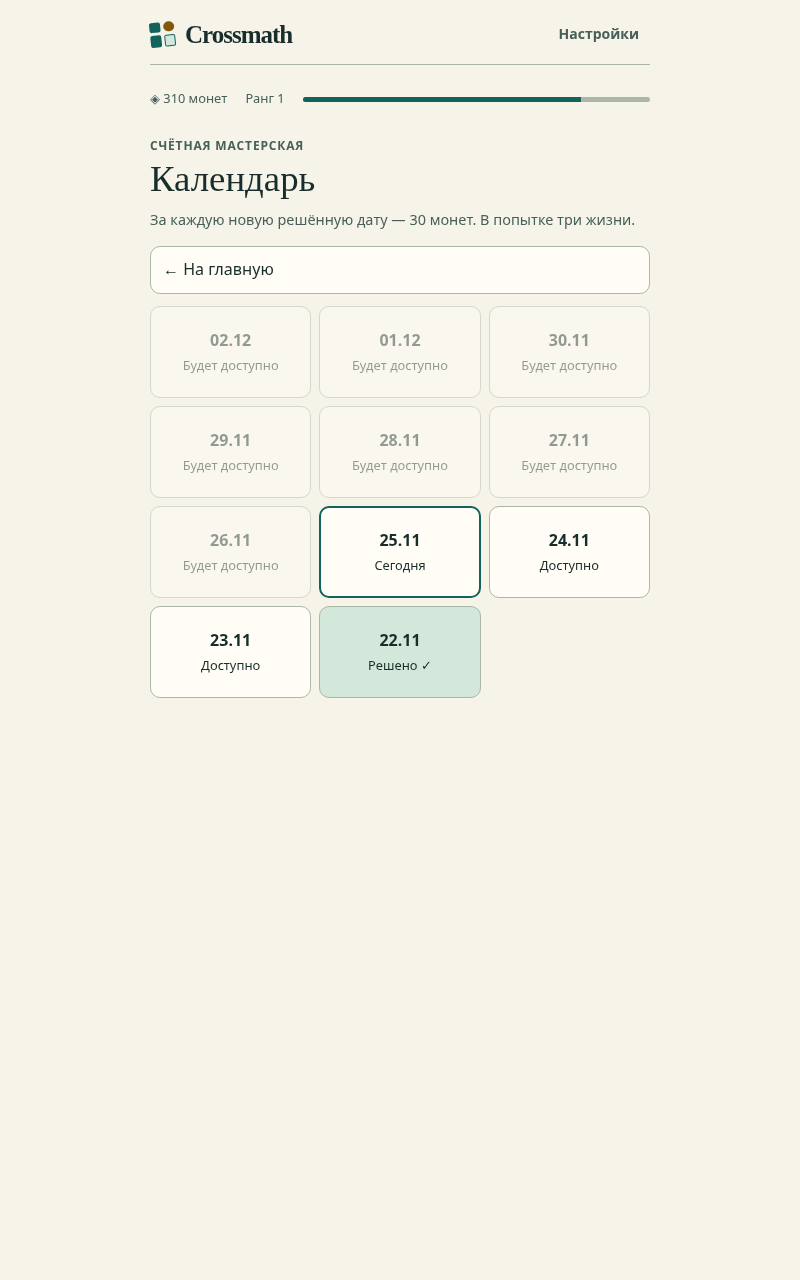 Crossmath
Настройки
◈ 310 монет Ранг 1
СЧЁТНАЯ МАСТЕРСКАЯ
Календарь
За каждую новую решённую дату — 30 монет. В попытке три жизни.
← На главную
02.12
Будет доступно
01.12
Будет доступно
30.11
Будет доступно
29.11
Будет доступно
28.11
Будет доступно
27.11
Будет доступно
26.11
Будет доступно
25.11
Сегодня
24.11
Доступно
23.11
Доступно
22.11
Решено ✓